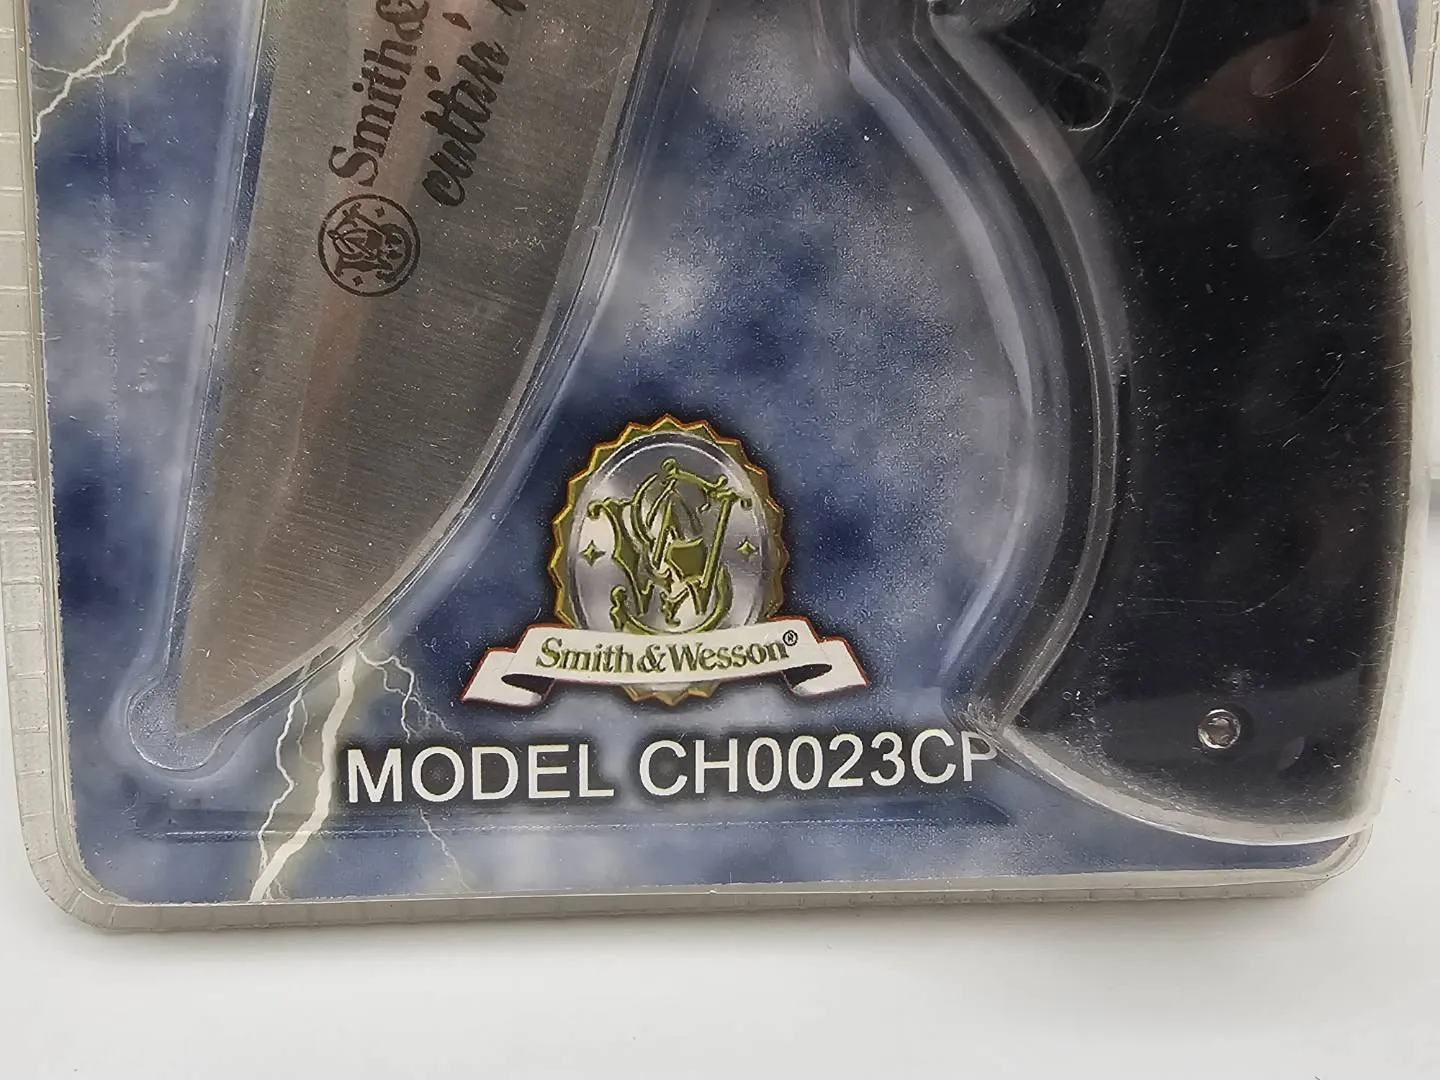 Smith&
cuttin'
Smith&Wesson®
MODEL CH0023CP